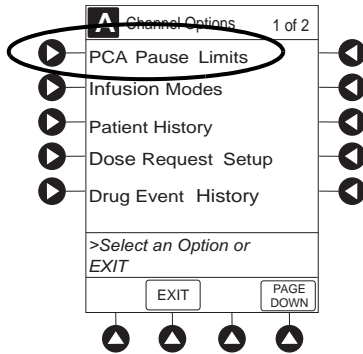 A Channel Options 1 of 2
PCA Pause Limits
Infusion Modes
Patient History
Dose Request Setup
Drug Event History
>Select an Option or
EXIT
EXIT
PAGE
DOWN